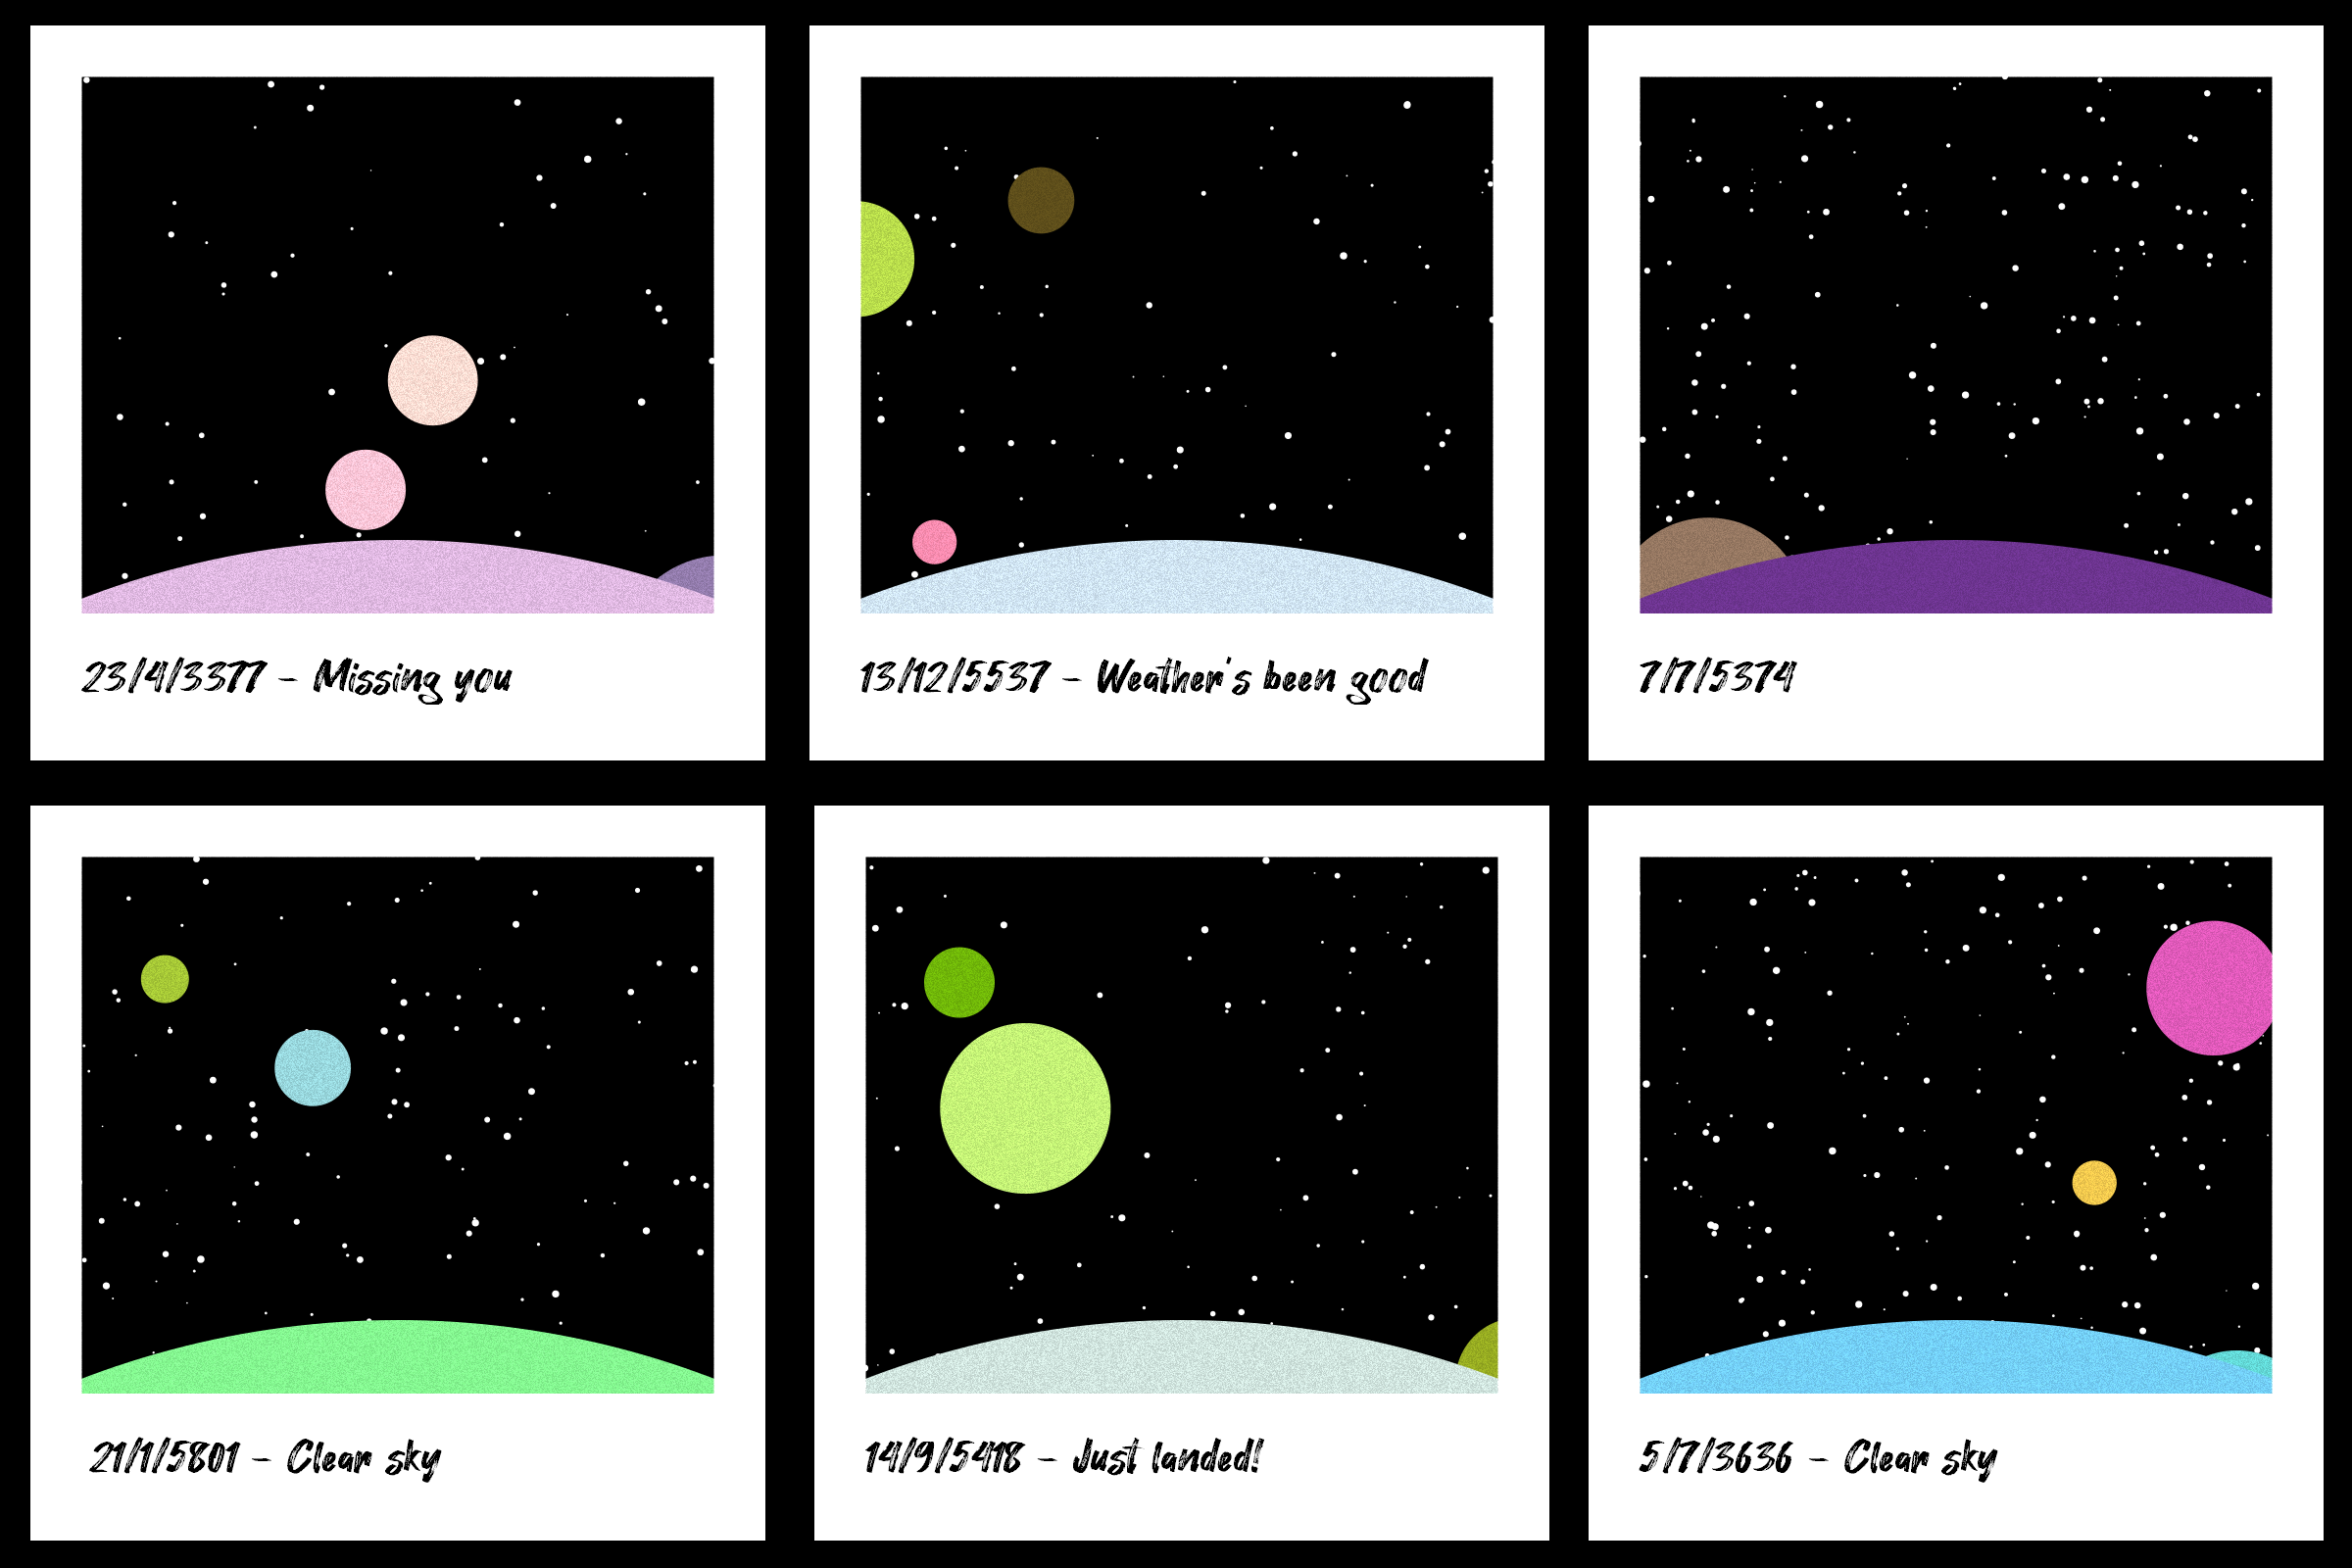 23/4/3377 - Missing you
13/12/5537 - Weather's been good
7/7/5374
21/1/5801 - Clear sky
14/9/5418 - Just landed!
5/7/3636 - Clear sky